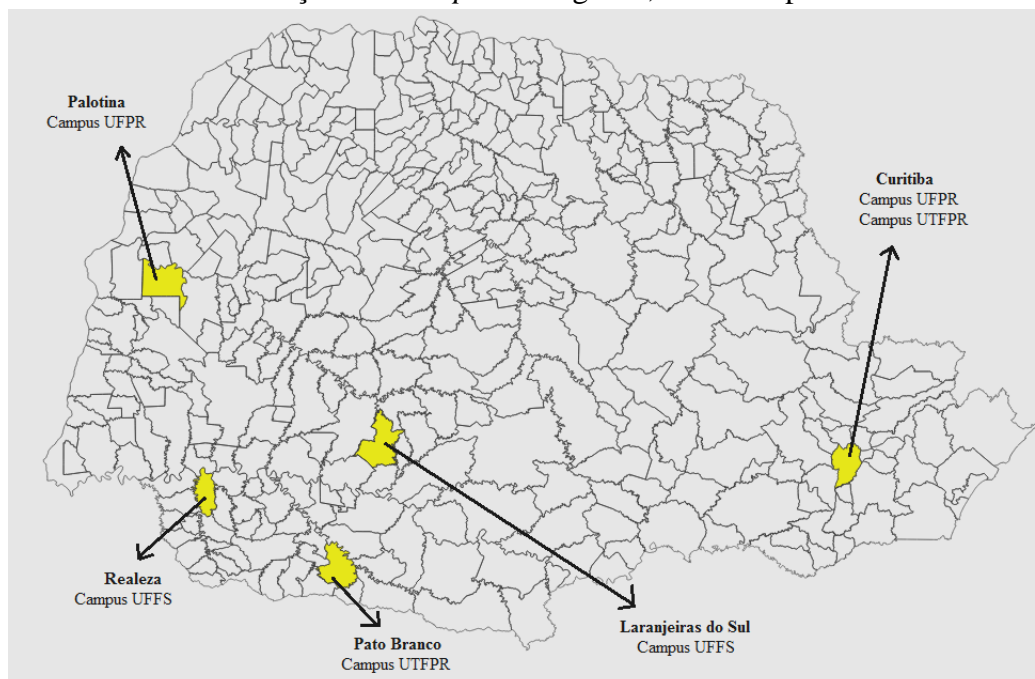 Palotina
Campus UFPR
Curitiba
Campus UFPR
Campus UTFPR
Realeza
Campus UFFS
Pato Branco
Campus UTFPR
Laranjeiras do Sul
Campus UFFS